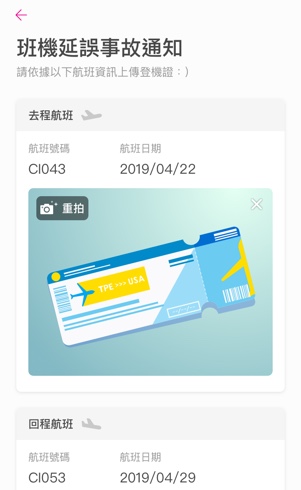 班機延誤事故通知
請依據以下航班資訊上傳登機證：）
去程航班
航班號碼 航班日期
CI043 2019/04/22
重拍
TPE >>> USA
回程航班
航班號碼 航班日期
CI053 2019/04/29